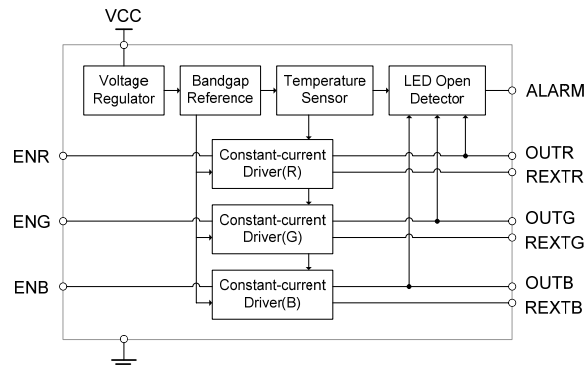 VCC
Voltage
Regulator
Bandgap
Reference
Temperature
Sensor
LED Open
Detector
ALARM
ENR
Constant-current
Driver(R)
OUTR
REXTR
ENG
Constant-current
Driver(G)
OUTG
REXTG
ENB
Constant-current
Driver(B)
OUTB
REXTB